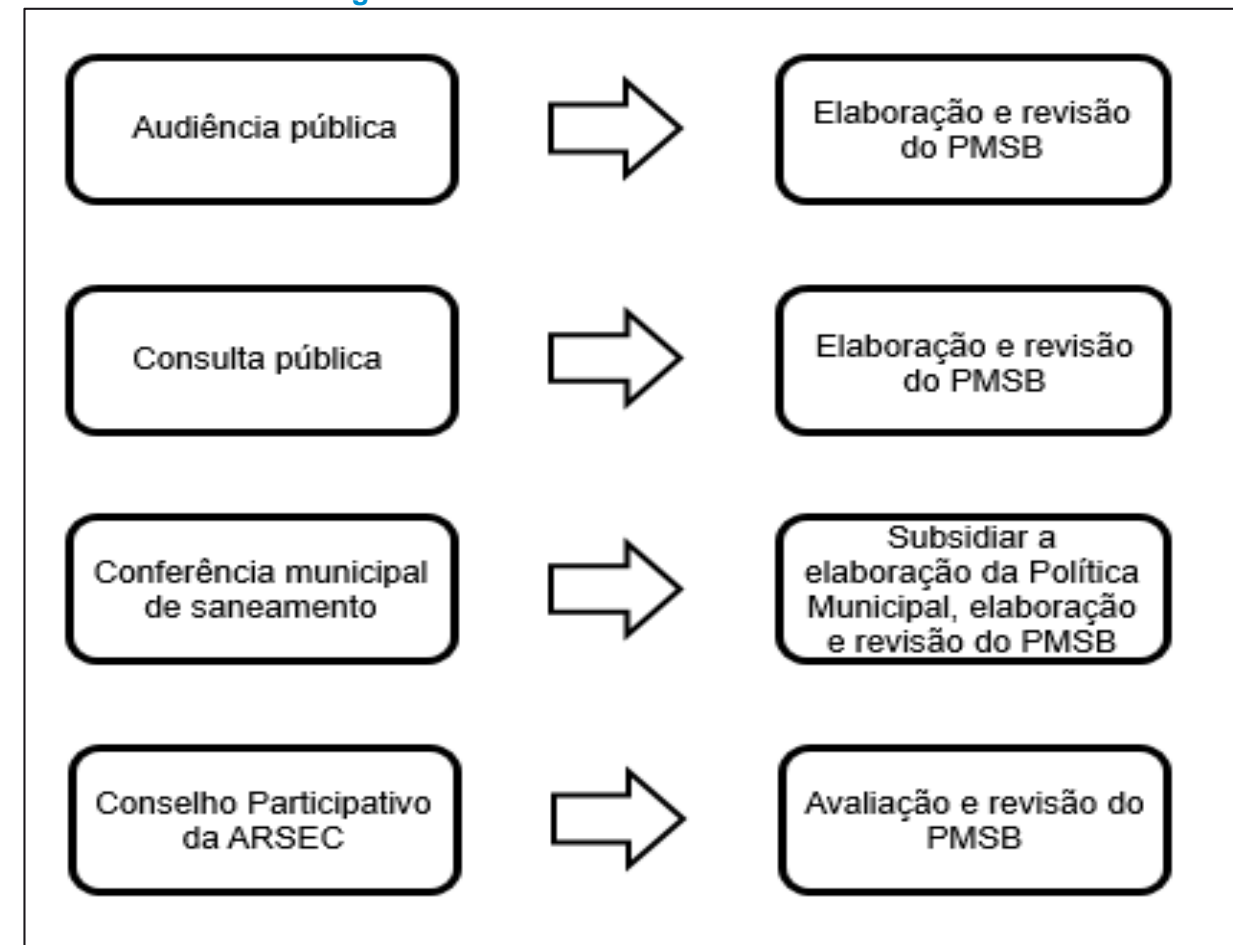 Audiência pública
Elaboração e revisão
do PMSB
Consulta pública
Elaboração e revisão
do PMSB
Conferência municipal
de saneamento
Subsidiar a
elaboração da Política
Municipal, elaboração
e revisão do PMSB
Conselho Participativo
da ARSEC
Avaliação e revisão do
PMSB